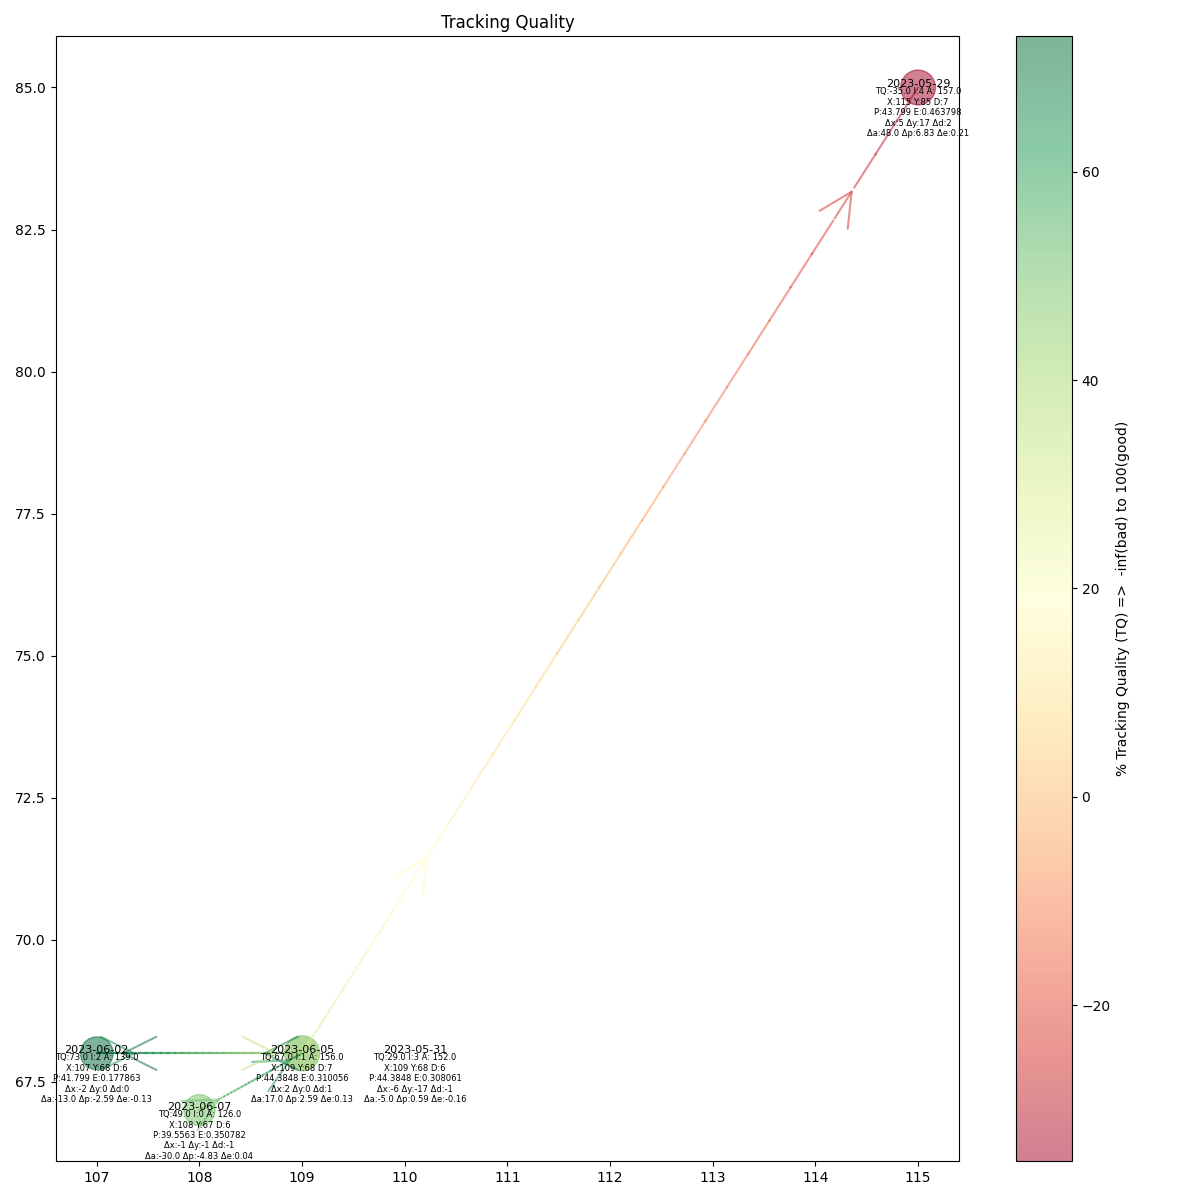 Tracking Quality
85.0
82.5
80.0
77.5
75.0
72.5
70.0
67.5
107
108
109
110
111
112
113
114
115
2023-05-29
TQ:-35.0 I:4 A: 157.0
X:115 Y:85 D:7
P:43.799 E:0.463798
Δx:5 Δy:17 Δd:2
Δa:48.0 Δp:6.83 Δe:0.21
2023-06-02
TQ:73.0 I:2 A: 139.0
X:107 Y:68 D:6
P:41.799 E:0.177863
Δx:-2 Δy:0 Δd:0
Δa:-13.0 Δp:-2.59 Δe:-0.13
2023-06-05
TQ:67.0 I:1 A: 156.0
X:109 Y:68 D:7
P:44.3848 E:0.310056
Δx:2 Δy:0 Δd:1
Δa:17.0 Δp:2.59 Δe:0.13
2023-05-31
TQ:29.0 I:3 A: 152.0
X:109 Y:68 D:6
P:44.3848 E:0.308061
Δx:-6 Δy:-17 Δd:-1
Δa:-5.0 Δp:0.59 Δe:-0.16
2023-06-07
TQ:49.0 I:0 A: 126.0
X:108 Y:67 D:6
P:39.5563 E:0.350782
Δx:-1 Δy:-1 Δd:-1
Δa:-30.0 Δp:-4.83 Δe:0.04
60
40
20
0
−20
% Tracking Quality (TQ) => -inf(bad) to 100(good)